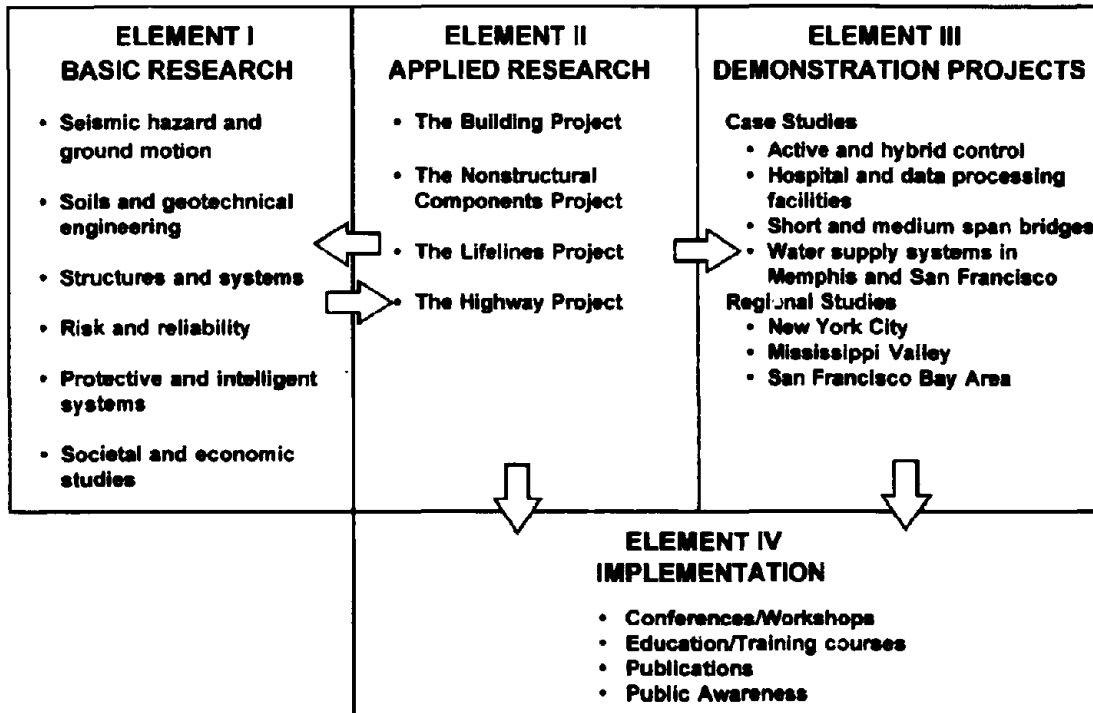 ELEMENT I
BASIC RESEARCH
• Seismic hazard and
ground motion
• Soils and geotechnical
engineering
• Structures and systems
• Risk and reliability
• Protective and intelligent
systems
• Societal and economic
studies
ELEMENT II
APPLIED RESEARCH
• The Building Project
• The Nonstructural
Components Project
• The Lifelines Project
• The Highway Project
ELEMENT III
DEMONSTRATION PROJECTS
Case Studies
• Active and hybrid control
• Hospital and data processing
facilities
• Short and medium span bridges
• Water supply systems in
Memphis and San Francisco
Regional Studies
• New York City
• Mississippi Valley
• San Francisco Bay Area
ELEMENT IV
IMPLEMENTATION
• Conferences/Workshops
• Education/Training courses
• Publications
• Public Awareness